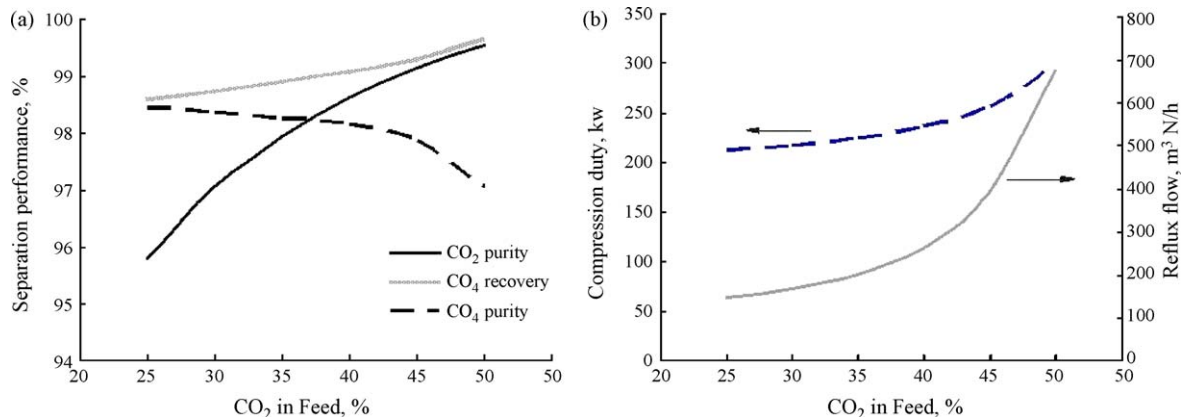 (a)
100
99
98
97
96
95
94
Separation performance, %
CO₂ purity
CO₄ recovery
CO₄ purity
20 25 30 35 40 45 50 50
CO₂ in Feed, %
(b)
350
300
250
200
150
100
50
0
Compression duty, kw
800
700
600
500
400
300
200
100
0
Reflux flow, m³ N/h
20 25 30 35 40 45 50 50
CO₂ in Feed, %